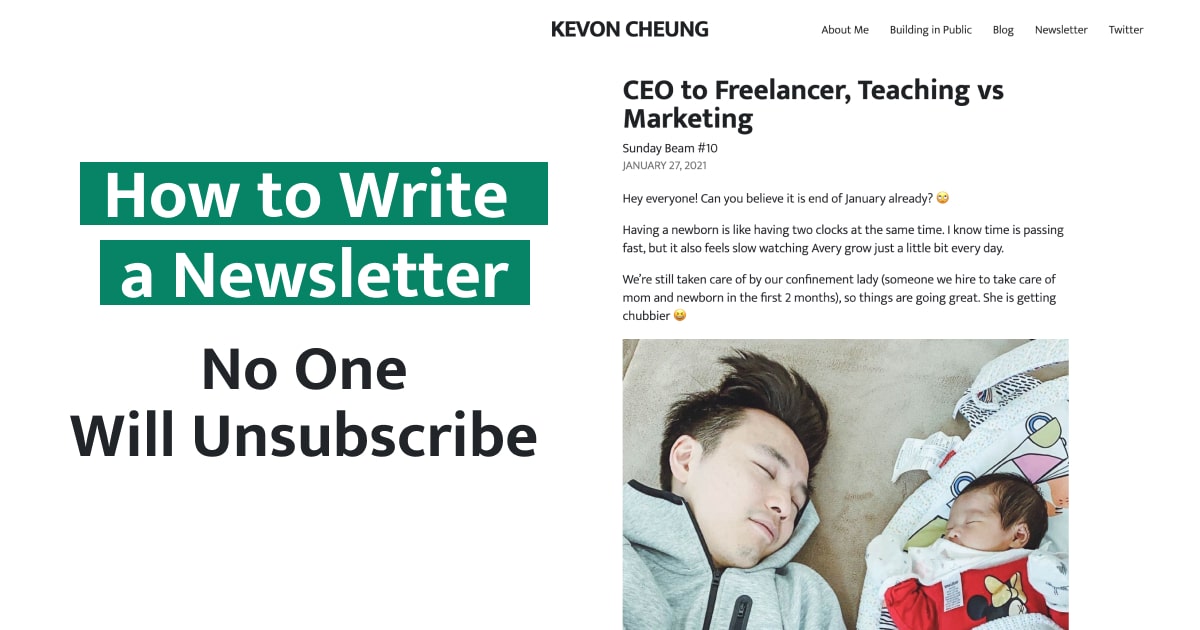 KEVON CHEUNG
About Me Building in Public Blog Newsletter Twitter
How to Write
a Newsletter
No One
Will Unsubscribe
CEO to Freelancer, Teaching vs
Marketing
Sunday Beam #10
JANUARY 27, 2021
Hey everyone! Can you believe it is end of January already? 🙄
Having a newborn is like having two clocks at the same time. I know time is passing
fast, but it also feels slow watching Avery grow just a little bit every day.
We’re still taken care of by our confinement lady (someone we hire to take care of
mom and newborn in the first 2 months), so things are going great. She is getting
chubbier 😆